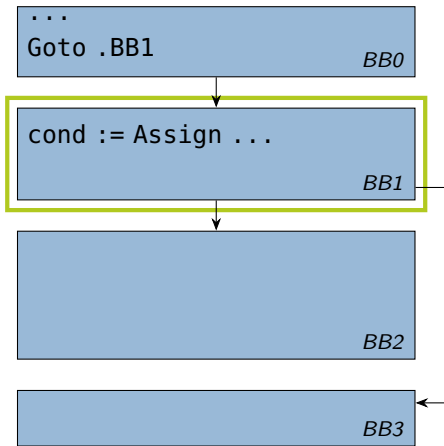 ...
Goto .BB1
BB0
cond := Assign ...
BB1
BB2
BB3